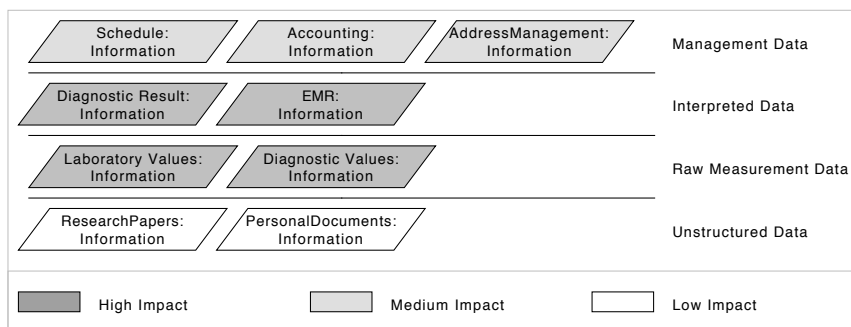 Schedule:
Information
Accounting:
Information
AddressManagement:
Information
Management Data
Diagnostic Result:
Information
EMR:
Information
Interpreted Data
Laboratory Values:
Information
Diagnostic Values:
Information
Raw Measurement Data
ResearchPapers:
Information
PersonalDocuments:
Information
Unstructured Data
High Impact
Medium Impact
Low Impact